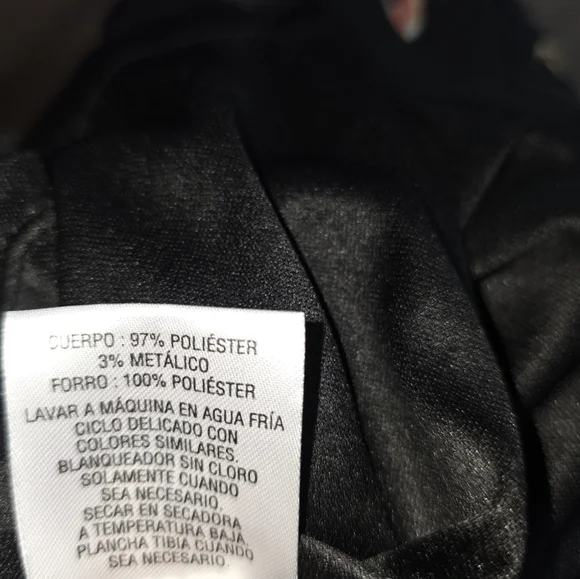 CUERPO : 97% POLIÉSTER
3% METÁLICO
FORRO : 100% POLIÉSTER
LAVAR A MÁQUINA EN AGUA FRÍA
CICLO DELICADO CON
COLORES SIMILARES.
BLANQUEADOR SIN CLORO
SOLAMENTE CUANDO
SEA NECESARIO.
SECAR EN SECADORA
A TEMPERATURA BAJA.
PLANCHA TIBIA CUANDO
SEA NECESARIO.